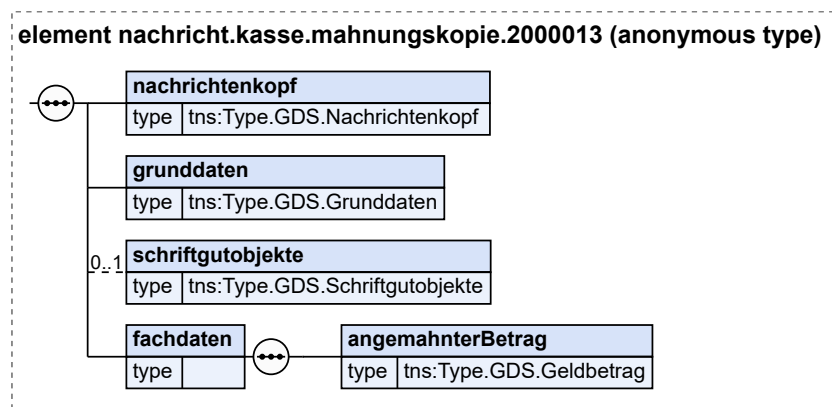 element nachricht.kasse.mahnungskopie.2000013 (anonymous type)
nachrichtenkopf
type tns:Type.GDS.Nachrichtenkopf
grunddaten
type tns:Type.GDS.Grunddaten
0..1
schriftgutobjekte
type tns:Type.GDS.Schriftgutobjekte
fachdaten
type
angemahnterBetrag
type tns:Type.GDS.Geldbetrag